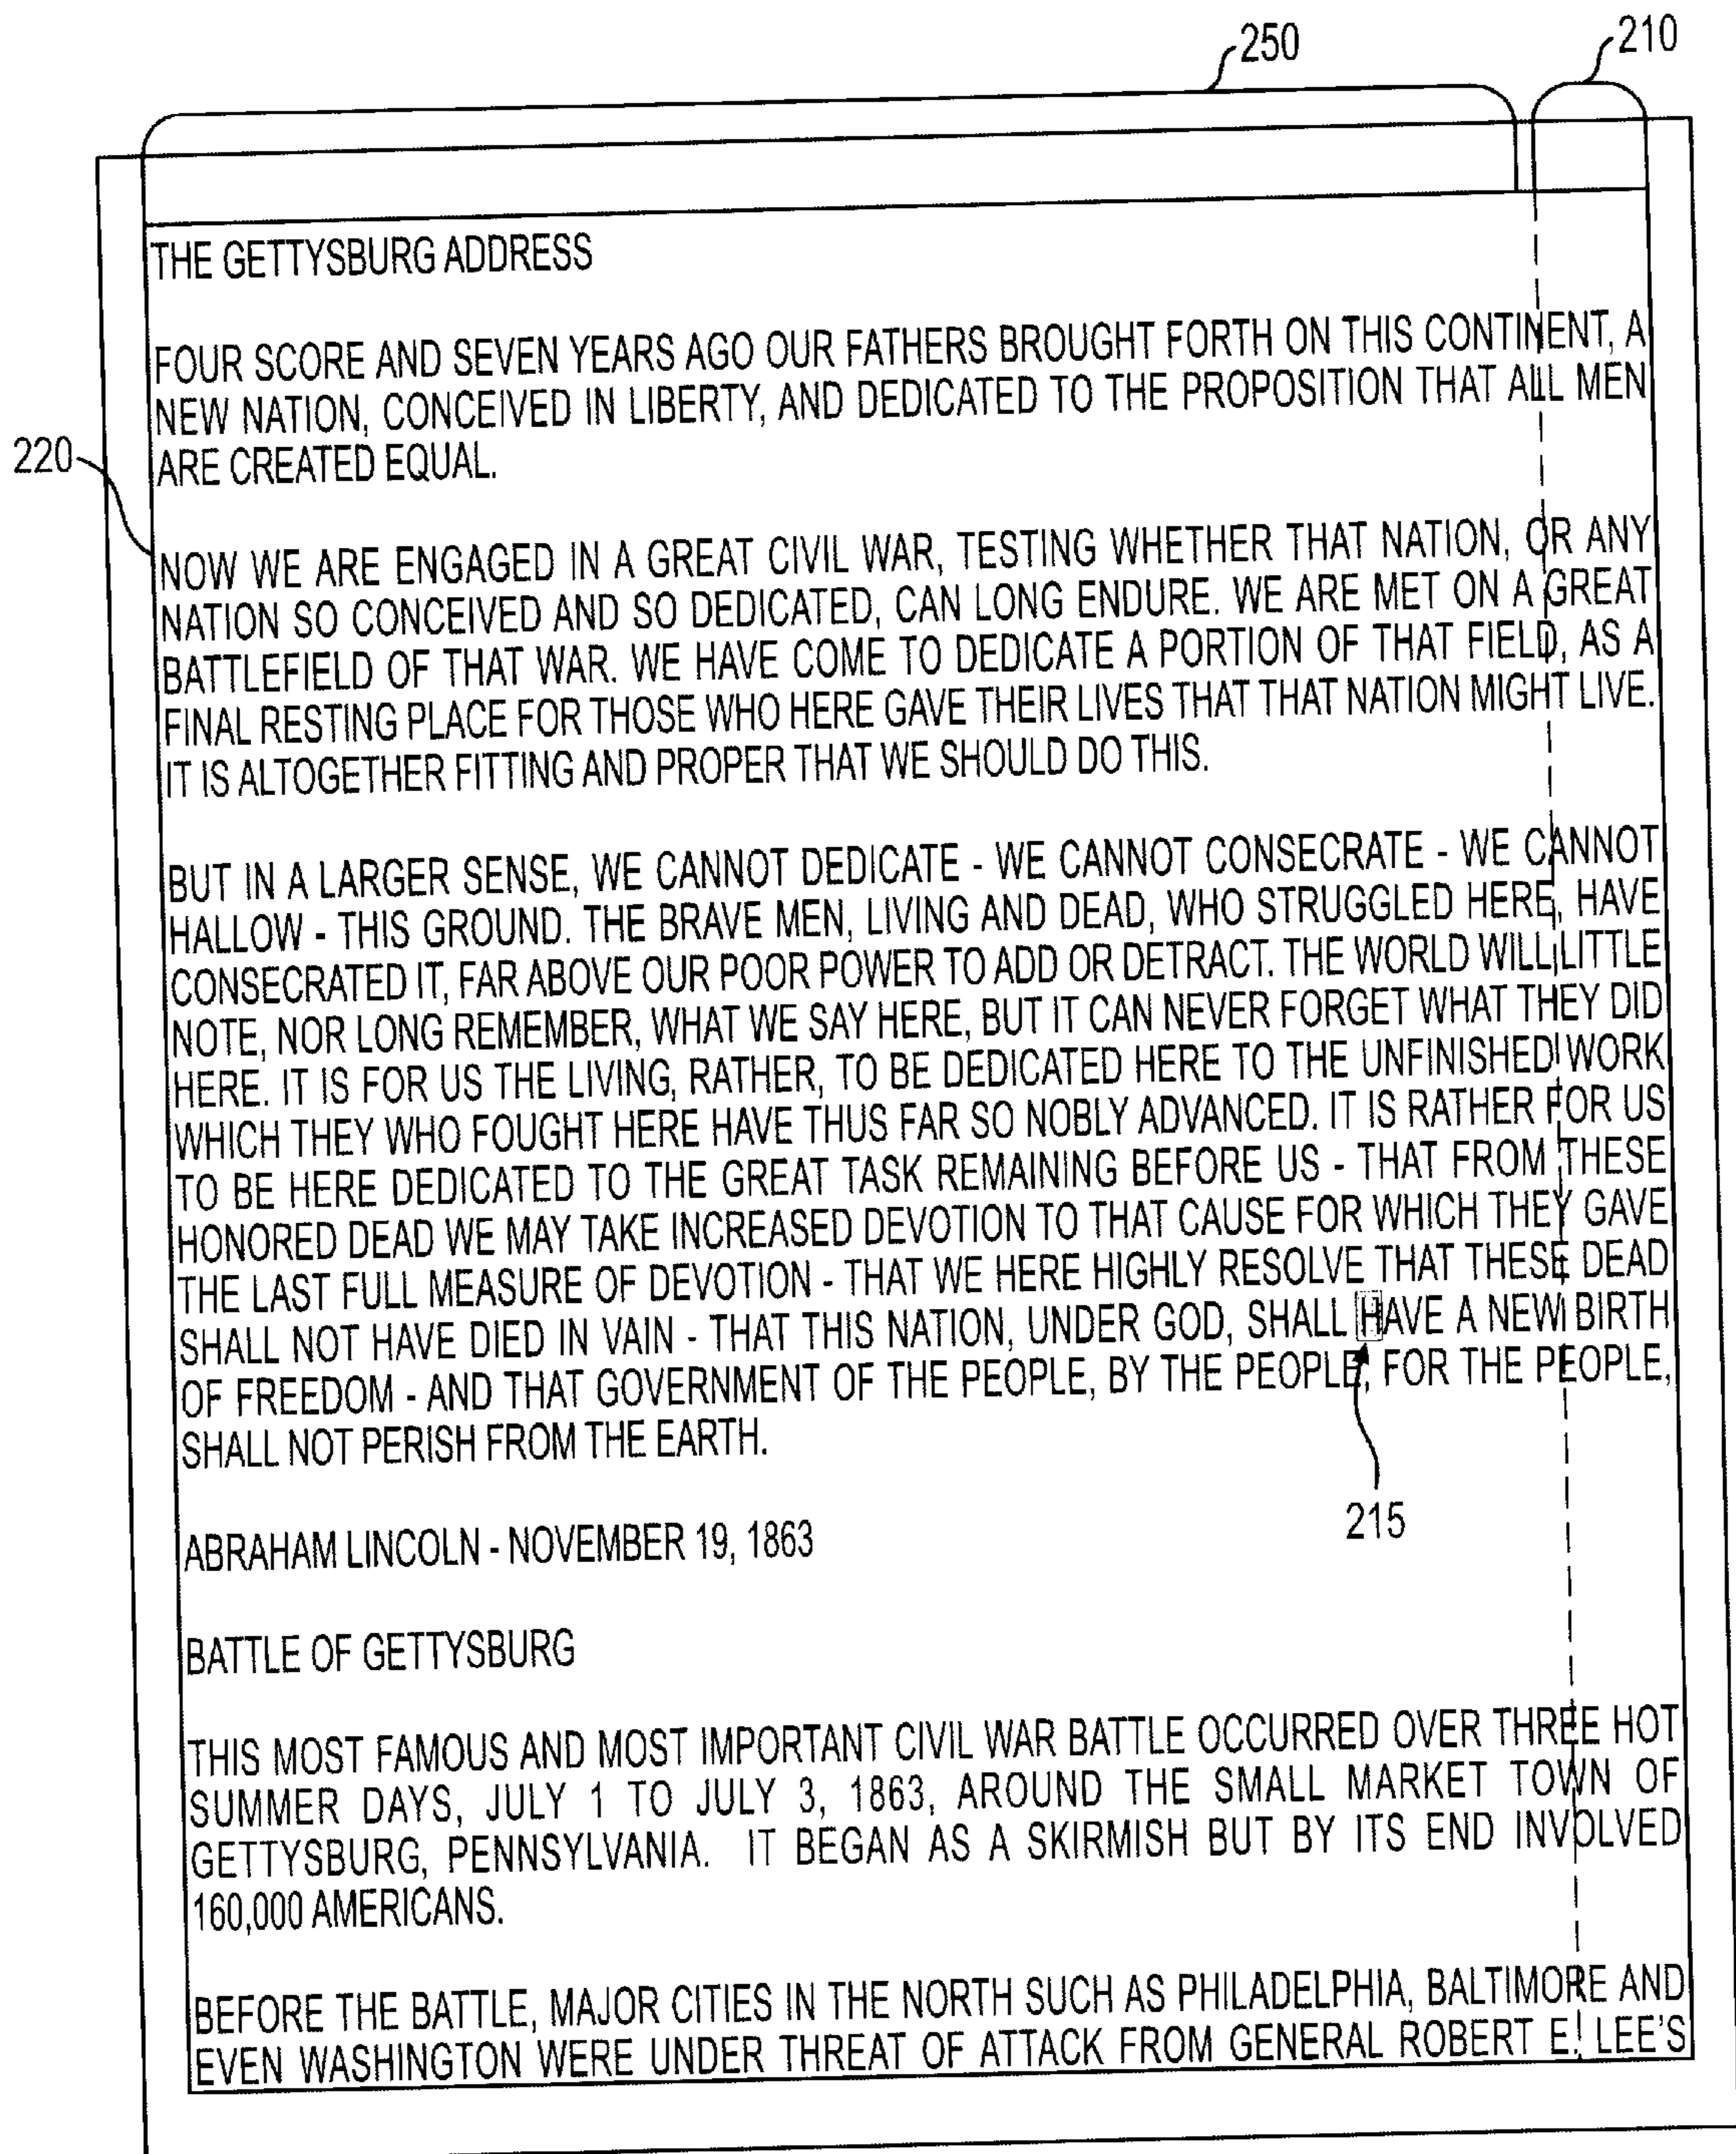 250
210
THE GETTYSBURG ADDRESS
FOUR SCORE AND SEVEN YEARS AGO OUR FATHERS BROUGHT FORTH ON THIS CONTINENT, A
NEW NATION, CONCEIVED IN LIBERTY, AND DEDICATED TO THE PROPOSITION THAT ALL MEN
ARE CREATED EQUAL.
220
NOW WE ARE ENGAGED IN A GREAT CIVIL WAR, TESTING WHETHER THAT NATION, OR ANY
NATION SO CONCEIVED AND SO DEDICATED, CAN LONG ENDURE. WE ARE MET ON A GREAT
BATTLEFIELD OF THAT WAR. WE HAVE COME TO DEDICATE A PORTION OF THAT FIELD, AS A
FINAL RESTING PLACE FOR THOSE WHO HERE GAVE THEIR LIVES THAT THAT NATION MIGHT LIVE.
IT IS ALTOGETHER FITTING AND PROPER THAT WE SHOULD DO THIS.
BUT IN A LARGER SENSE, WE CANNOT DEDICATE - WE CANNOT CONSECRATE - WE CANNOT
HALLOW - THIS GROUND. THE BRAVE MEN, LIVING AND DEAD, WHO STRUGGLED HERE, HAVE
CONSECRATED IT, FAR ABOVE OUR POOR POWER TO ADD OR DETRACT. THE WORLD WILL LITTLE
NOTE, NOR LONG REMEMBER, WHAT WE SAY HERE, BUT IT CAN NEVER FORGET WHAT THEY DID
HERE. IT IS FOR US THE LIVING, RATHER, TO BE DEDICATED HERE TO THE UNFINISHED WORK
WHICH THEY WHO FOUGHT HERE HAVE THUS FAR SO NOBLY ADVANCED. IT IS RATHER FOR US
TO BE HERE DEDICATED TO THE GREAT TASK REMAINING BEFORE US - THAT FROM THESE
HONORED DEAD WE MAY TAKE INCREASED DEVOTION TO THAT CAUSE FOR WHICH THEY GAVE
THE LAST FULL MEASURE OF DEVOTION - THAT WE HERE HIGHLY RESOLVE THAT THESE DEAD
SHALL NOT HAVE DIED IN VAIN - THAT THIS NATION, UNDER GOD, SHALL HAVE A NEW BIRTH
OF FREEDOM - AND THAT GOVERNMENT OF THE PEOPLE, BY THE PEOPLE, FOR THE PEOPLE,
SHALL NOT PERISH FROM THE EARTH.
215
ABRAHAM LINCOLN - NOVEMBER 19, 1863
BATTLE OF GETTYSBURG
THIS MOST FAMOUS AND MOST IMPORTANT CIVIL WAR BATTLE OCCURRED OVER THREE HOT
SUMMER DAYS, JULY 1 TO JULY 3, 1863, AROUND THE SMALL MARKET TOWN OF
GETTYSBURG, PENNSYLVANIA. IT BEGAN AS A SKIRMISH BUT BY ITS END INVOLVED
160,000 AMERICANS.
BEFORE THE BATTLE, MAJOR CITIES IN THE NORTH SUCH AS PHILADELPHIA, BALTIMORE AND
EVEN WASHINGTON WERE UNDER THREAT OF ATTACK FROM GENERAL ROBERT E. LEE'S